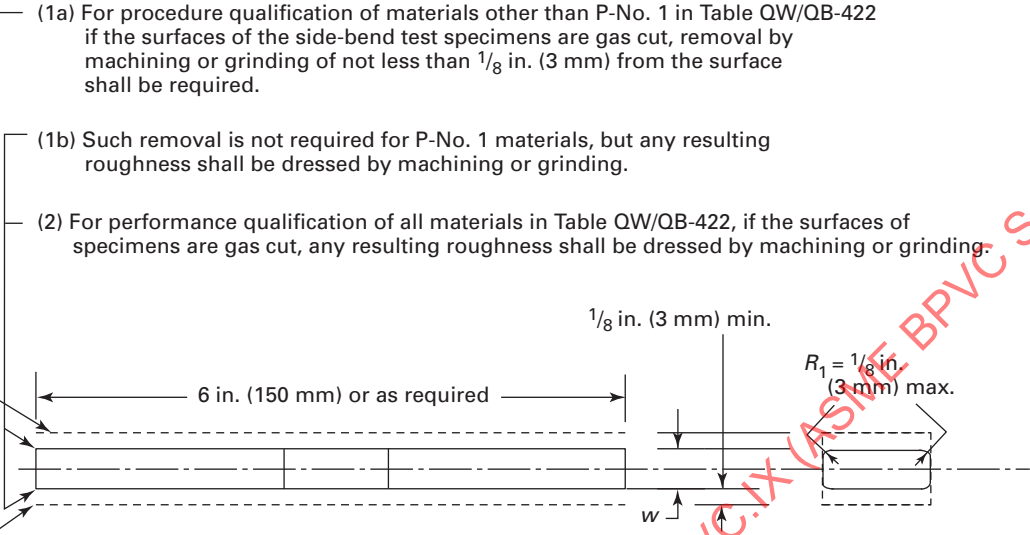 (1a) For procedure qualification of materials other than P-No. 1 in Table QW/QB-422
if the surfaces of the side-bend test specimens are gas cut, removal by
machining or grinding of not less than 1/8 in. (3 mm) from the surface
shall be required.
(1b) Such removal is not required for P-No. 1 materials, but any resulting
roughness shall be dressed by machining or grinding.
(2) For performance qualification of all materials in Table QW/QB-422, if the surfaces of
specimens are gas cut, any resulting roughness shall be dressed by machining or grinding.
1/8 in. (3 mm) min.
R1 = 1/8 in.
(3 mm) max.
6 in. (150 mm) or as required
w
VC.IX (ASME BPVC S